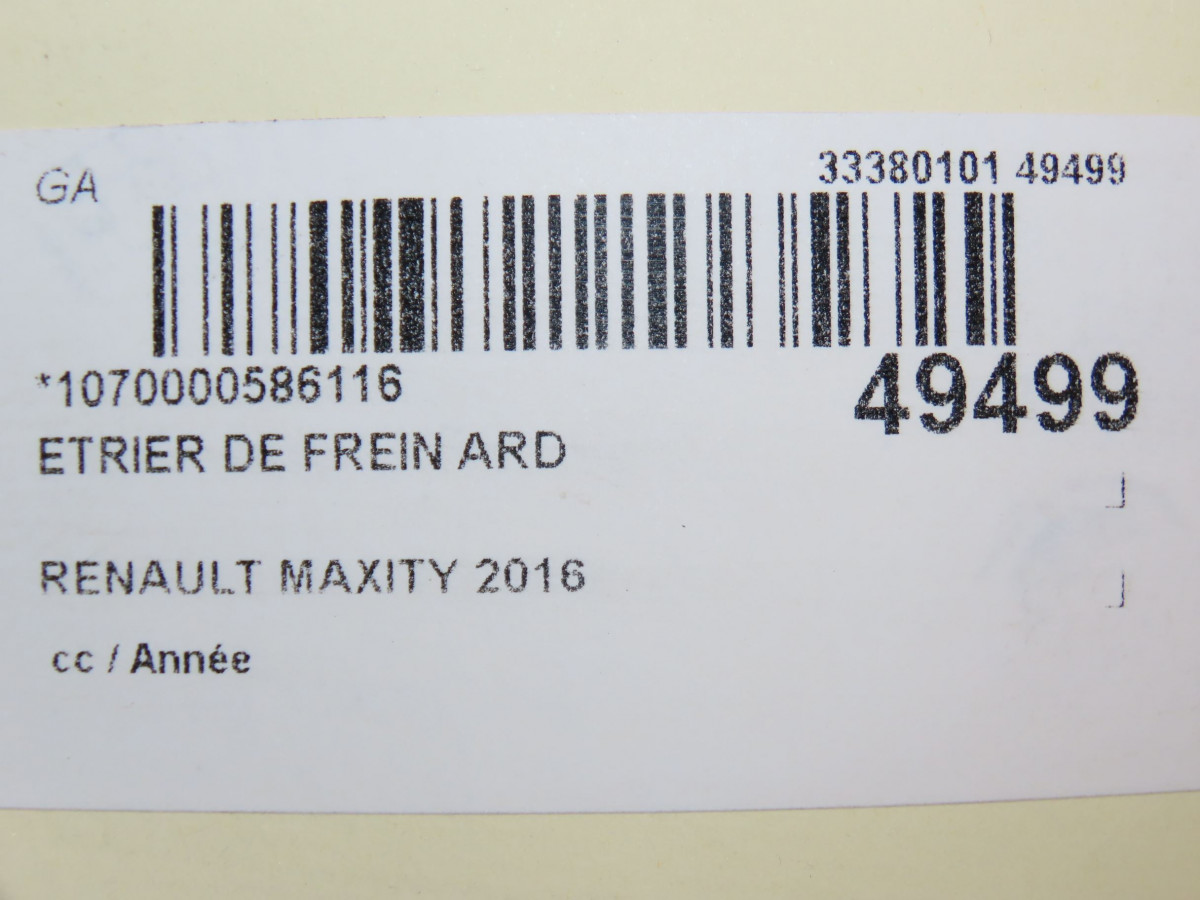 GA
33380101 49499
*1070000586116
49499
ETRIER DE FREIN ARD
RENAULT MAXITY 2016
cc / Année